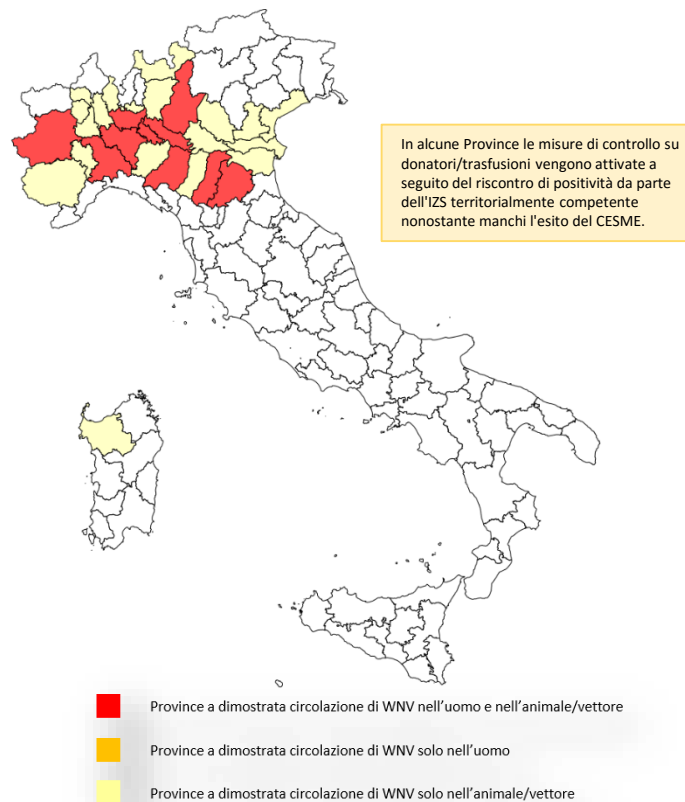 In alcune Province le misure di controllo su
donatori/trasfusioni vengono attivate a
seguito del riscontro di positività da parte
dell'IZS territorialmente competente
nonostante manchi l'esito del CESME.
Province a dimostrata circolazione di WNV nell'uomo e nell'animale/vettore
Province a dimostrata circolazione di WNV solo nell'uomo
Province a dimostrata circolazione di WNV solo nell'animale/vettore